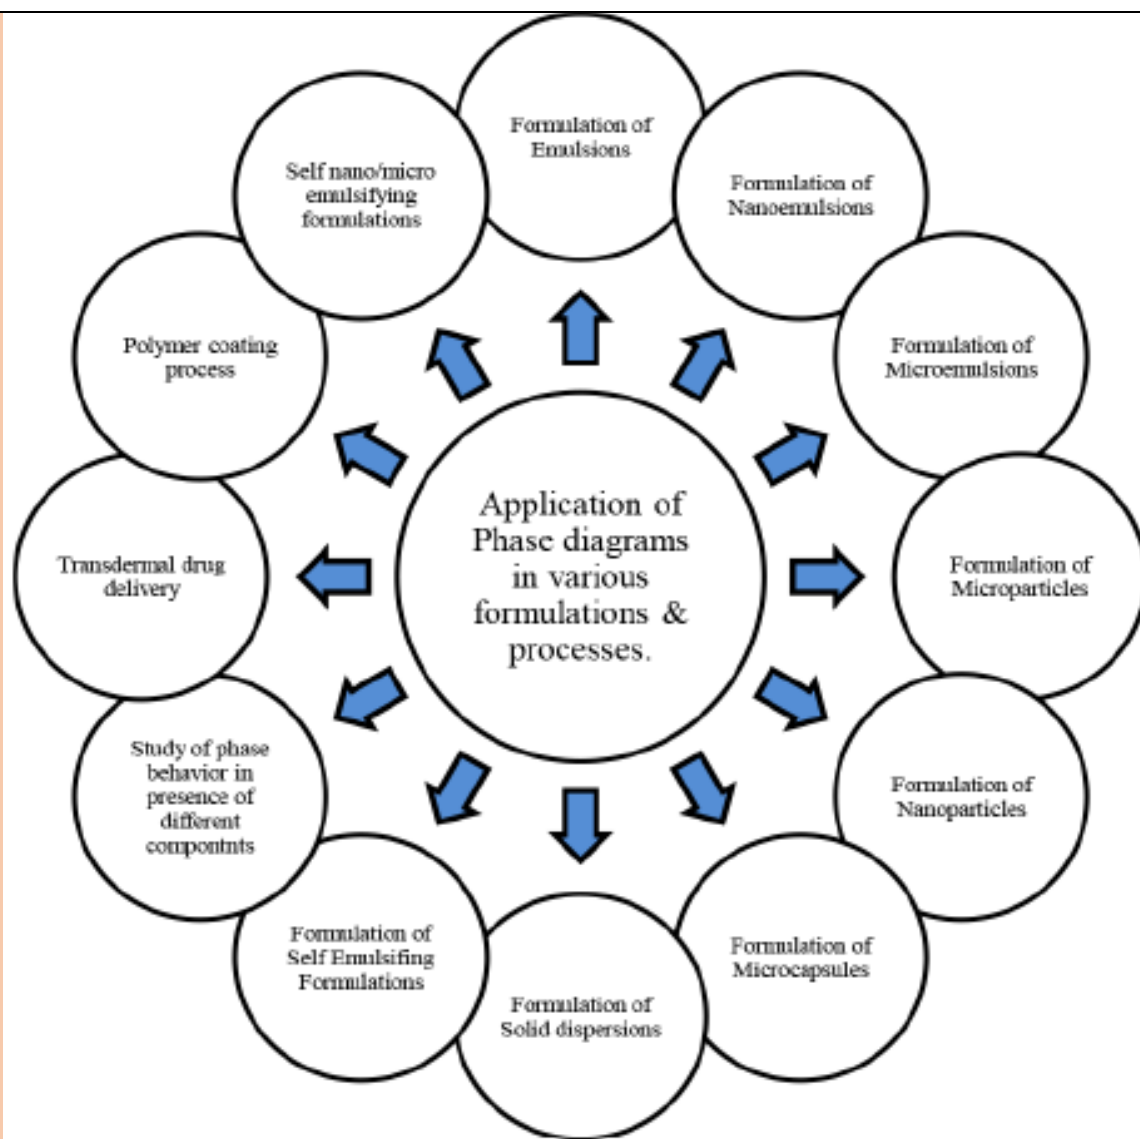 Formulation of
Emulsions
Formulation of
Nanoemulsions
Formulation of
Microemulsions
Formulation of
Microparticles
Formulation of
Nanoparticles
Formulation of
Microcapsules
Formulation of
Solid dispersions
Formulation of
Self Emulsifing
Formulations
Study of phase
behavior in
presence of
different
compontnts
Transdermal drug
delivery
Polymer coating
process
Self nano/micro
emulsifying
formulations
Application of
Phase diagrams
in various
formulations &
processes.